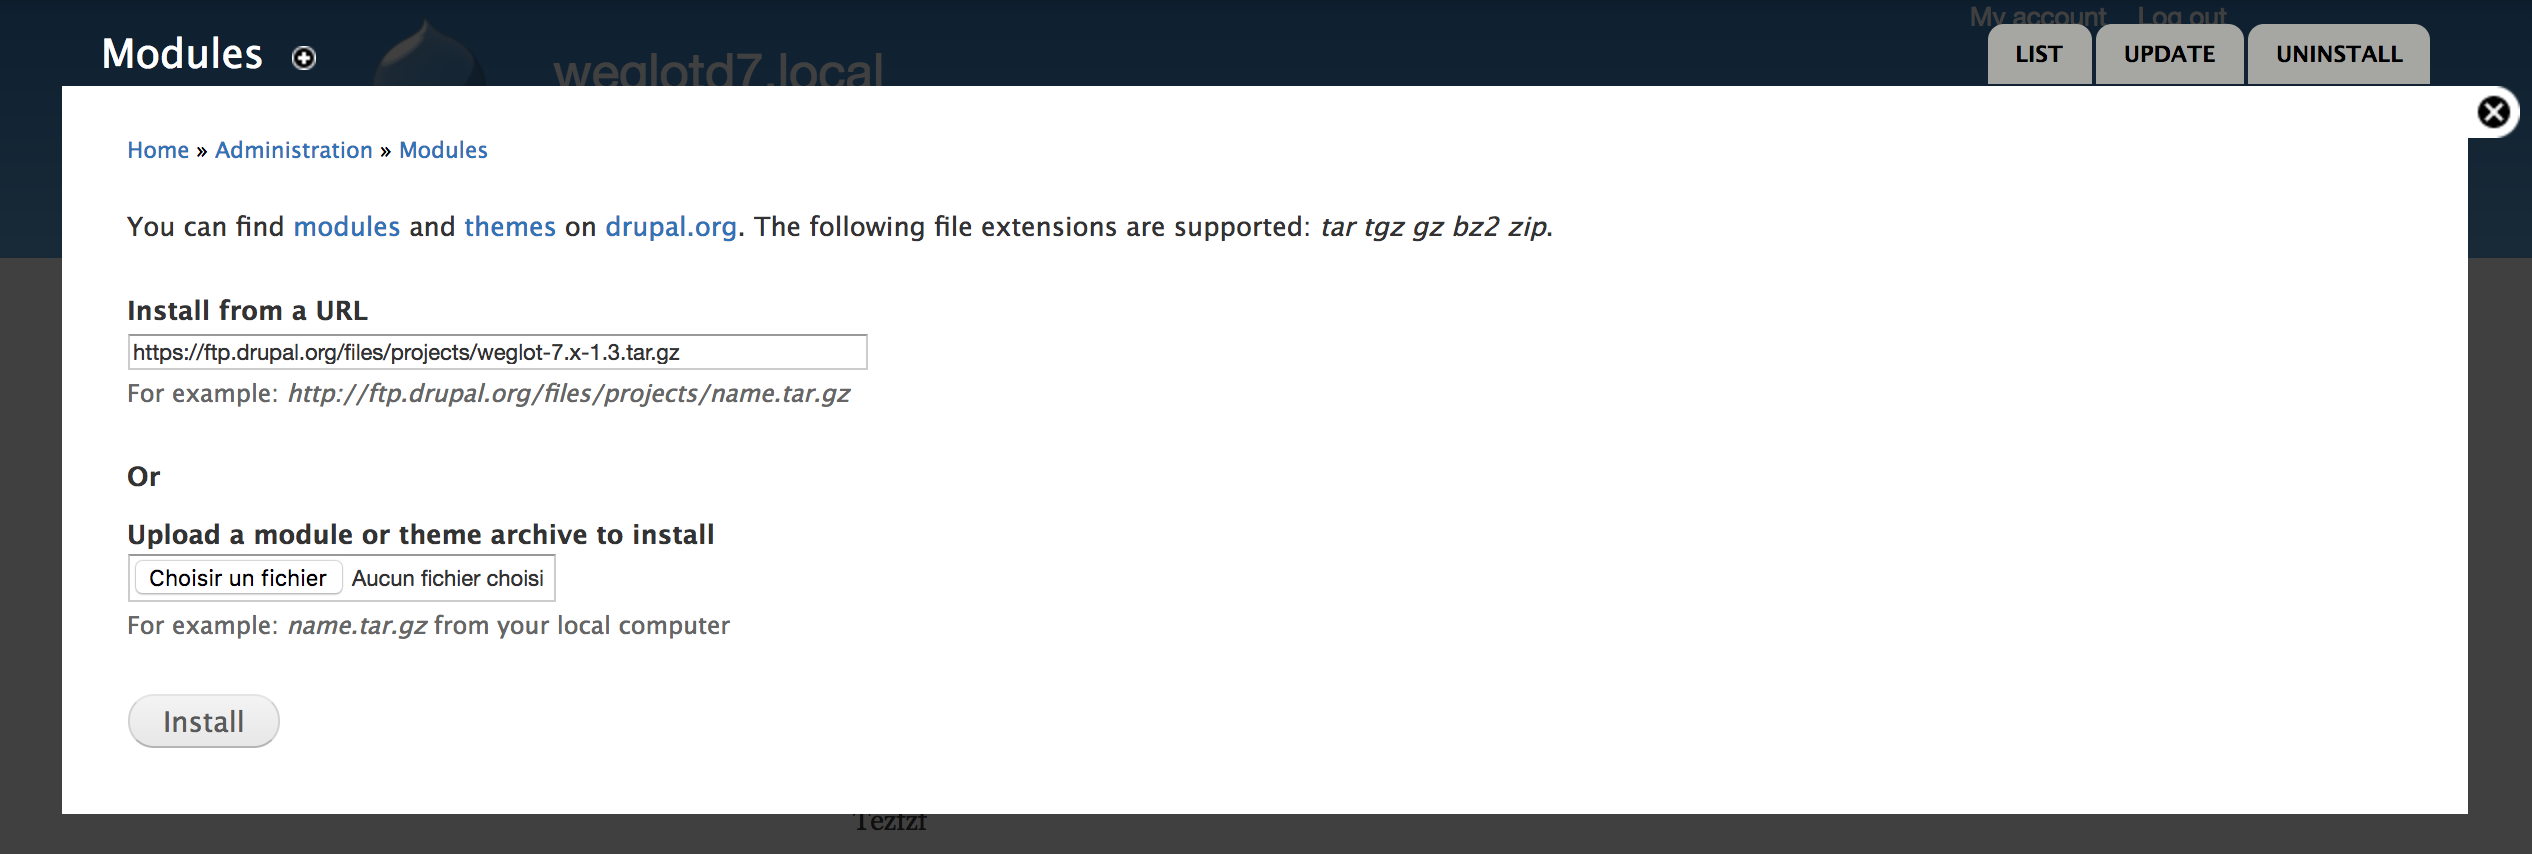 My account Log out
Modules
weglotd7.local
LIST UPDATE UNINSTALL
Home » Administration » Modules
You can find modules and themes on drupal.org. The following file extensions are supported: tar tgz gz bz2 zip.
Install from a URL
https://ftp.drupal.org/files/projects/weglot-7.x-1.3.tar.gz
For example: http://ftp.drupal.org/files/projects/name.tar.gz
Or
Upload a module or theme archive to install
Choisir un fichier Aucun fichier choisi
For example: name.tar.gz from your local computer
Install
Tezfzf